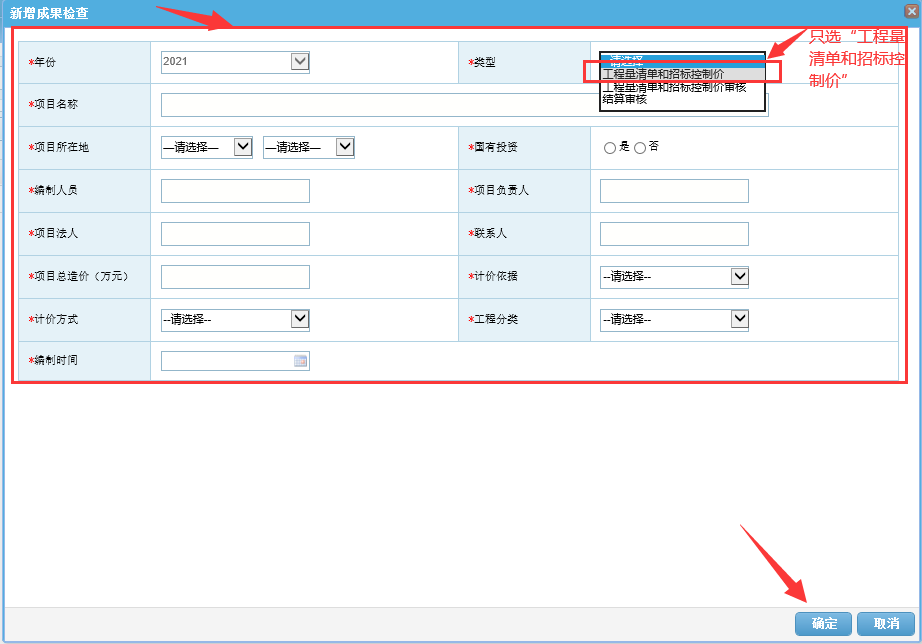 新增成果检查
*年份
2021
*类型
--请选择--
工程量清单和招标控制价
工程量清单和招标控制价审核
结算审核
只选“工程量
清单和招标控
制价”
*项目名称
*项目所在地
—请选择—
—请选择—
*国有投资
是
否
*编制人员
*项目负责人
*项目法人
*联系人
*项目总造价（万元）
*计价依据
--请选择--
*计价方式
--请选择--
*工程分类
--请选择--
*编制时间
确定
取消